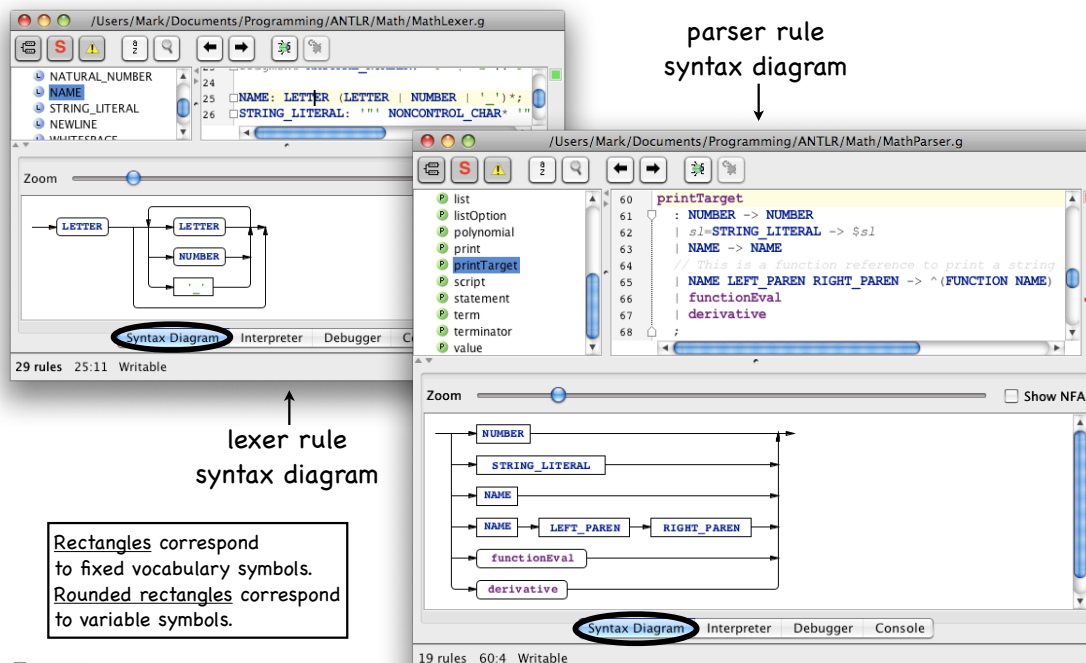 /Users/Mark/Documents/Programming/ANTLR/Math/MathLexer.g
NATURAL_NUMBER
NAME
STRING_LITERAL
NEWLINE
WHITESPACE
24
25 NAME: LETTER (LETTER | NUMBER | '_')*;
26 STRING_LITERAL: '"' NONCONTROL_CHAR* '"
Zoom
LETTER
LETTER
NUMBER
'_'
Syntax Diagram Interpreter Debugger
29 rules 25:11 Writable
parser rule
syntax diagram
/Users/Mark/Documents/Programming/ANTLR/Math/MathParser.g
list
listOption
polynomial
print
printTarget
script
statement
term
terminator
value
60 printTarget
61 : NUMBER -> NUMBER
62 | sl=STRING_LITERAL -> $sl
63 | NAME -> NAME
64 // This is a function reference to print a string
65 | NAME LEFT_PAREN RIGHT_PAREN -> ^(FUNCTION NAME)
66 | functionEval
67 | derivative
68 ;
Zoom Show NFA
NUMBER
STRING_LITERAL
NAME
NAME LEFT_PAREN RIGHT_PAREN
functionEval
derivative
Syntax Diagram Interpreter Debugger Console
19 rules 60:4 Writable
lexer rule
syntax diagram
Rectangles correspond
to fixed vocabulary symbols.
Rounded rectangles correspond
to variable symbols.